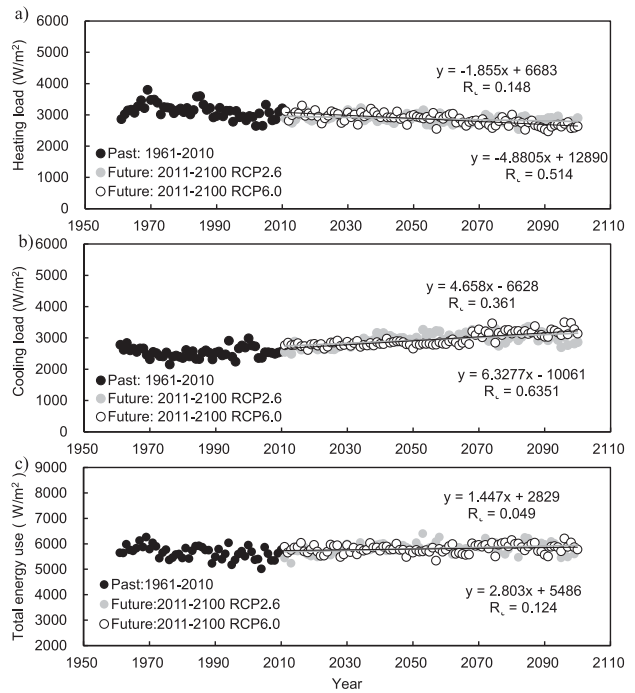 a)
6000
5000
4000
3000
2000
1000
0
Heating load (W/m²)
y = -1.855x + 6683
R = 0.148
y = -4.8805x + 12890
R = 0.514
Past: 1961-2010
Future: 2011-2100 RCP2.6
Future: 2011-2100 RCP6.0
1950 1970 1990 2010 2030 2050 2070 2090 2110
b)
6000
5000
4000
3000
2000
1000
0
Cooling load (W/m²)
y = 4.658x - 6628
R = 0.361
y = 6.3277x - 10061
R = 0.6351
Past: 1961-2010
Future: 2011-2100 RCP2.6
Future: 2011-2100 RCP6.0
1950 1970 1990 2010 2030 2050 2070 2090 2110
c)
9000
8000
7000
6000
5000
4000
3000
2000
Total energy use ( W/m² )
y = 1.447x + 2829
R = 0.049
y = 2.803x + 5486
R = 0.124
Past:1961-2010
Future:2011-2100 RCP2.6
Future:2011-2100 RCP6.0
1950 1970 1990 2010 2030 2050 2070 2090 2110
Year